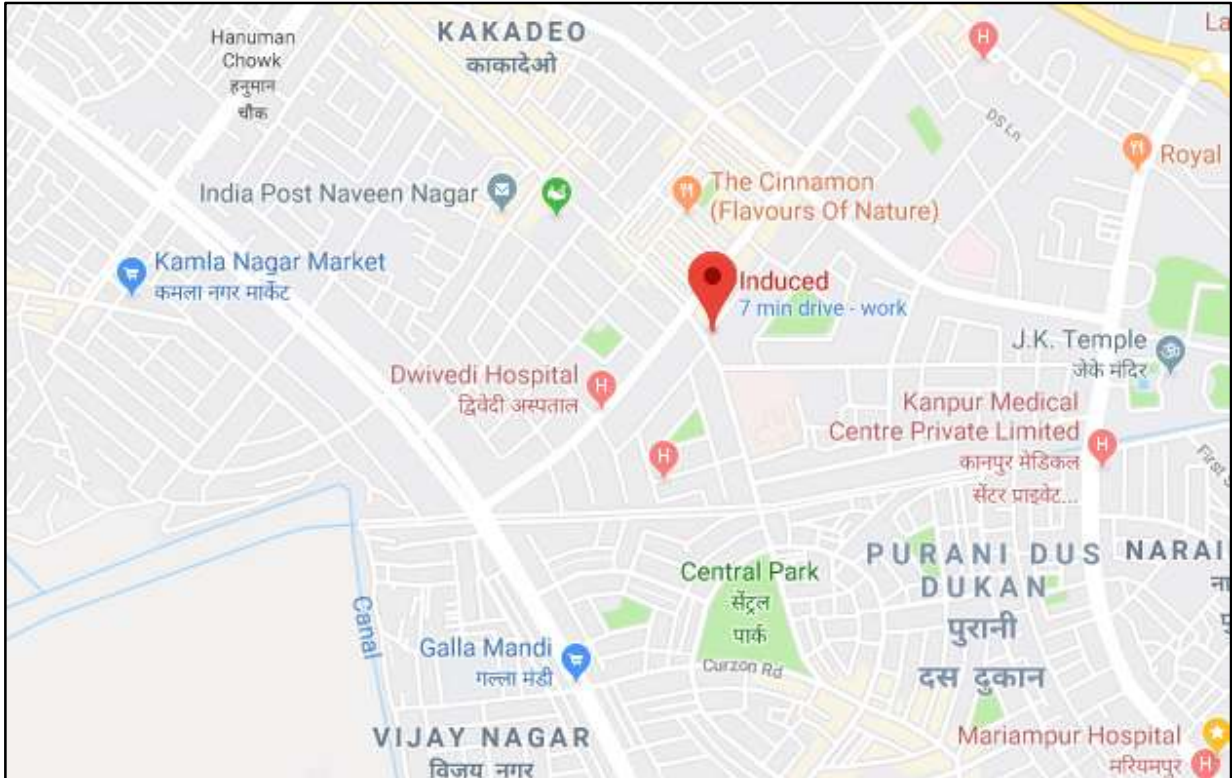 Hanuman
Chowk
हनुमान
चौक
KAKADEO
काकादेओ
La
DS Ln
Royal
India Post Naveen Nagar
The Cinnamon
(Flavours Of Nature)
Kamla Nagar Market
कमला नगर मार्केट
Induced
7 min drive - work
J.K. Temple
जेके मंदिर
Dwivedi Hospital
द्विवेदी अस्पताल
H
H
H
Kanpur Medical
Centre Private Limited
कानपुर मेडिकल
सेंटर प्राइवेट...
H
First S
PURANI DUS
DUKAN
पुरानी
दस दुकान
NARAI
ना
Central Park
सेंट्रल
पार्क
Canal
Galla Mandi
गल्ला मंडी
Curzon Rd
VIJAY NAGAR
विजय नगर
Mariampur Hospital
मरियमपुर
H